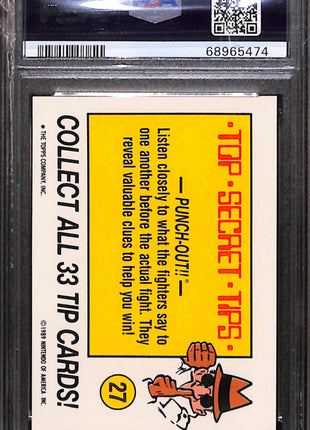 68965474
·TOP·SECRET·TIPS·
— PUNCH-OUT!! —
Listen closely to what the fighters say to
one another before the actual fight. They
reveal valuable clues to help you win!
27
COLLECT ALL 33 TIP CARDS!
* THE TOPPS COMPANY, INC.
©1989 NINTENDO OF AMERICA INC.